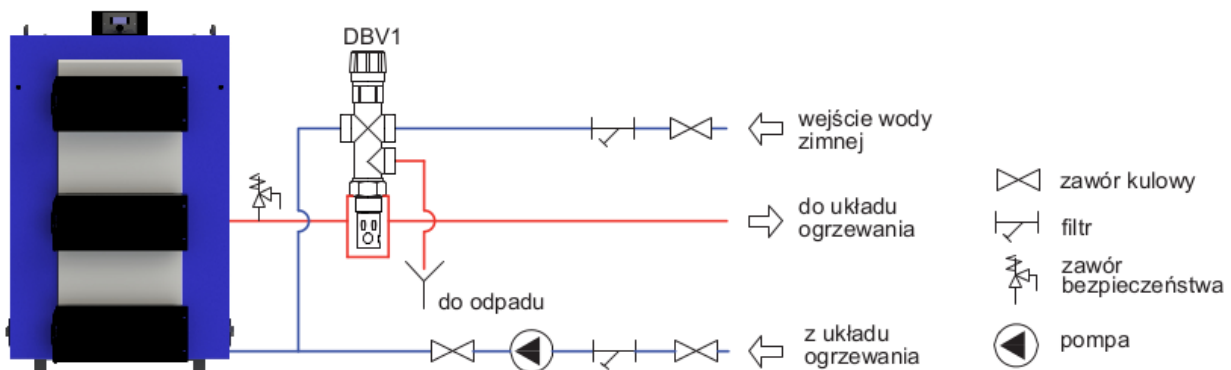 DBV1
wejście wody
zimnej
do układu
ogrzewania
do odpadu
z układu
ogrzewania
zawór kulowy
filtr
zawór
bezpieczeństwa
pompa